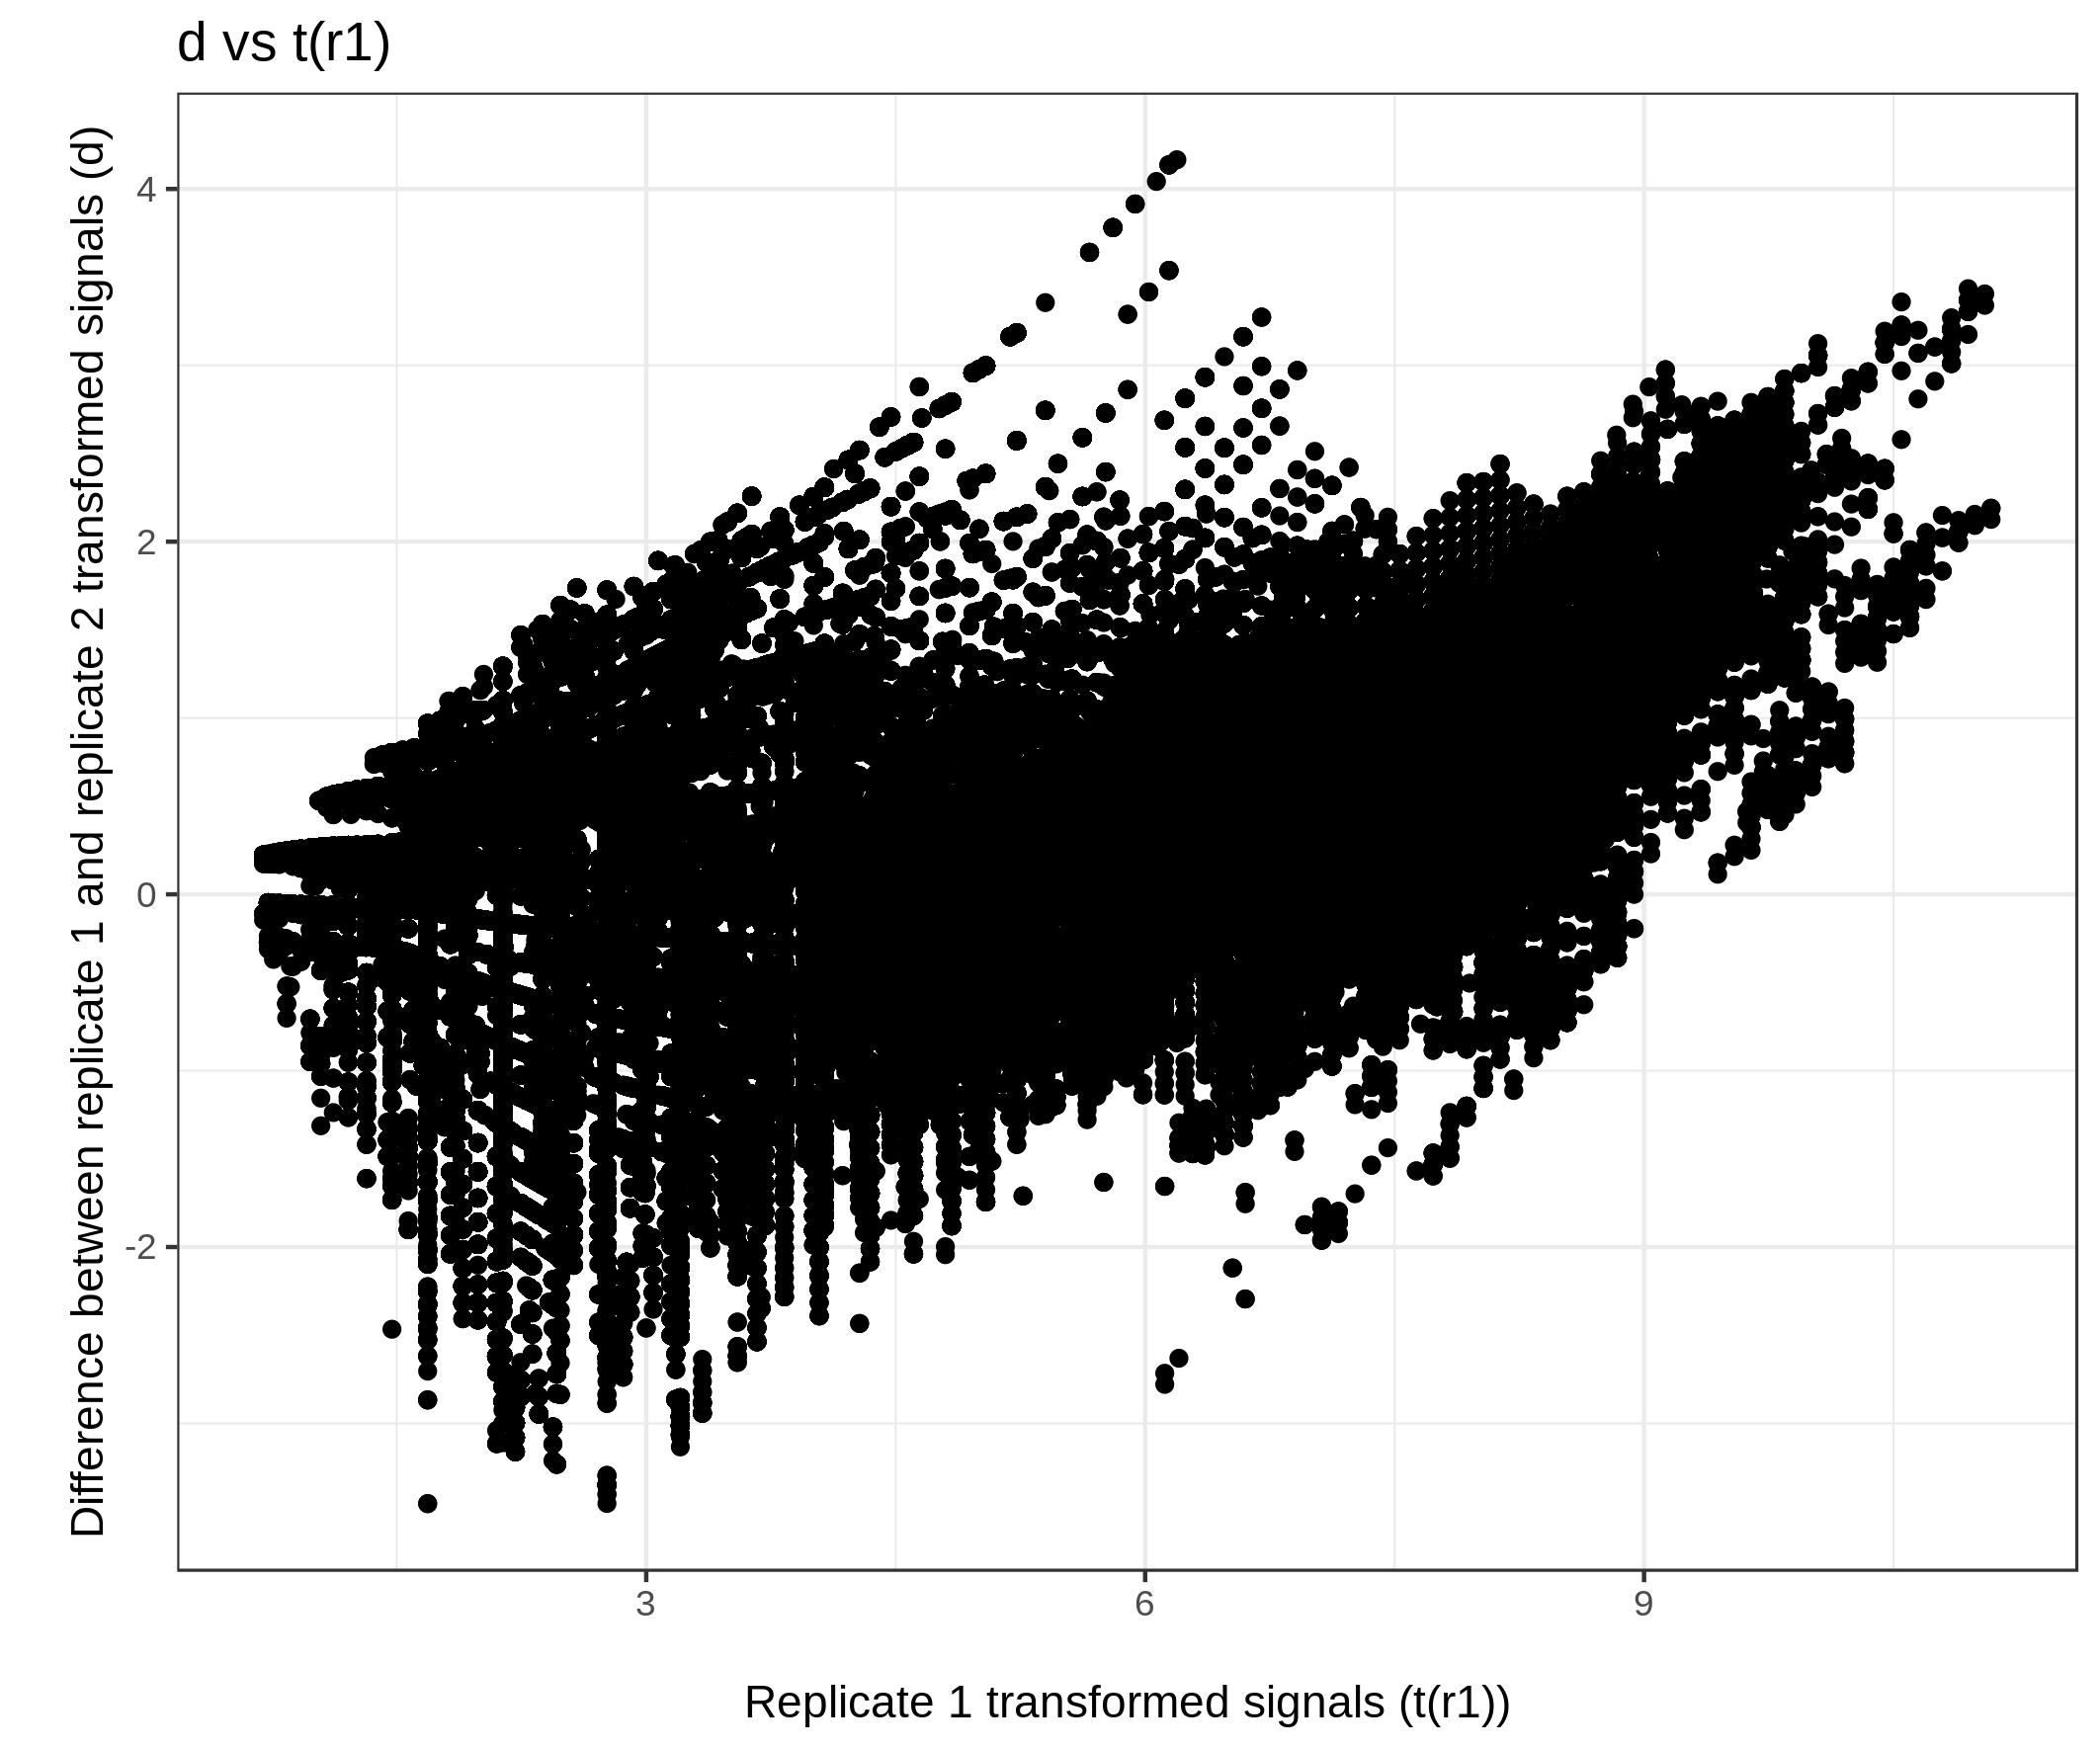 d vs t(r1)
Difference between replicate 1 and replicate 2 transformed signals (d)
4
2
0
-2
3
6
9
Replicate 1 transformed signals (t(r1))